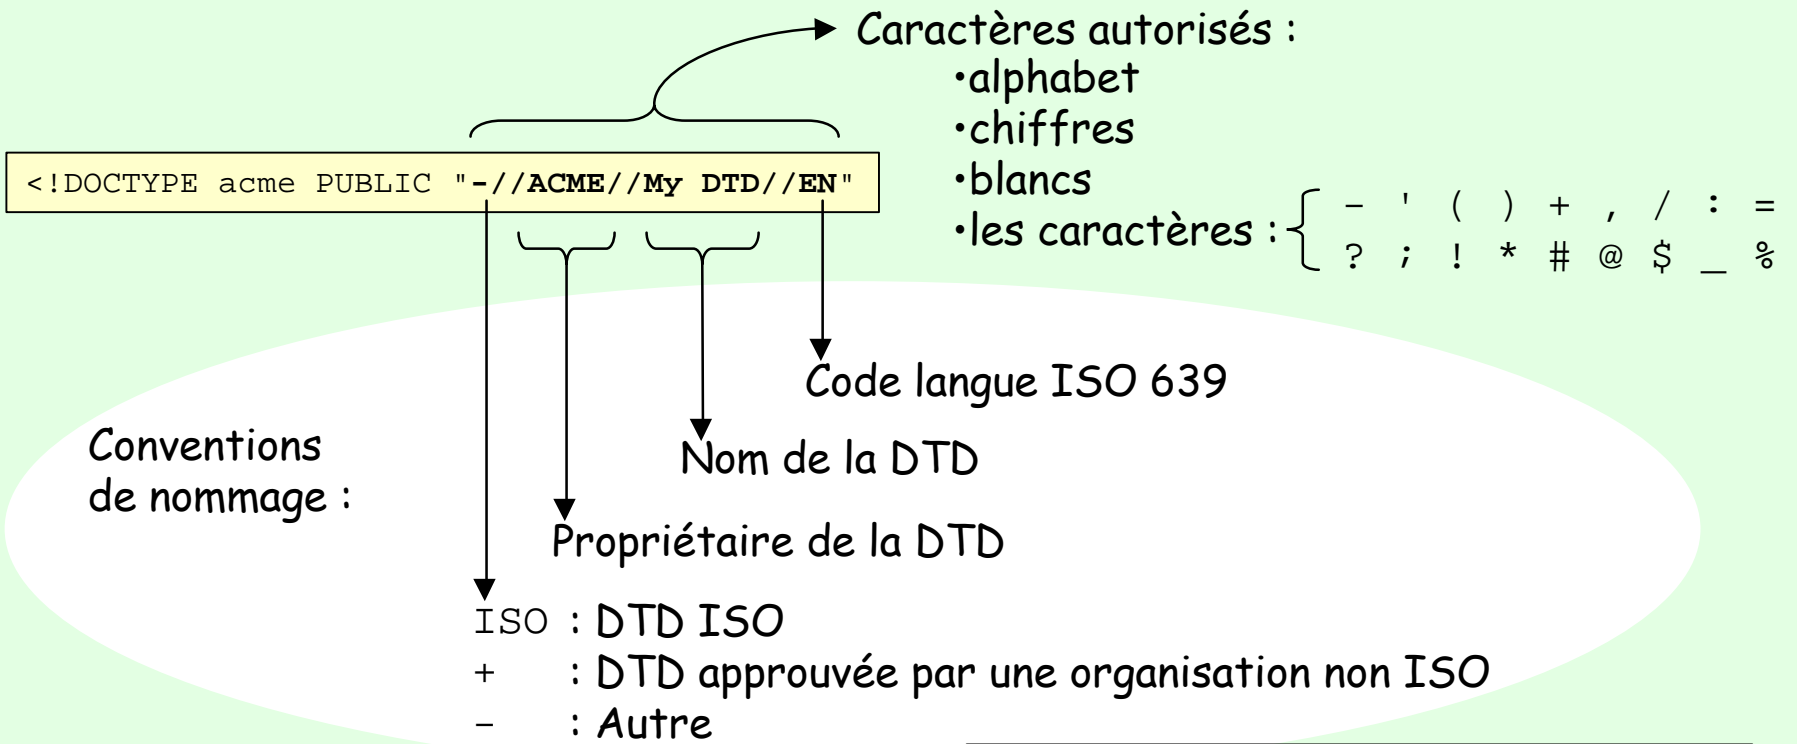 Caractères autorisés :
•alphabet
•chiffres
•blancs
•les caractères :
- ' ( ) + , / : =
? ; ! * # @ $ _ %
<!DOCTYPE acme PUBLIC "-//ACME//My DTD//EN"
Code langue ISO 639
Nom de la DTD
Propriétaire de la DTD
Conventions
de nommage :
ISO : DTD ISO
+ : DTD approuvée par une organisation non ISO
- : Autre